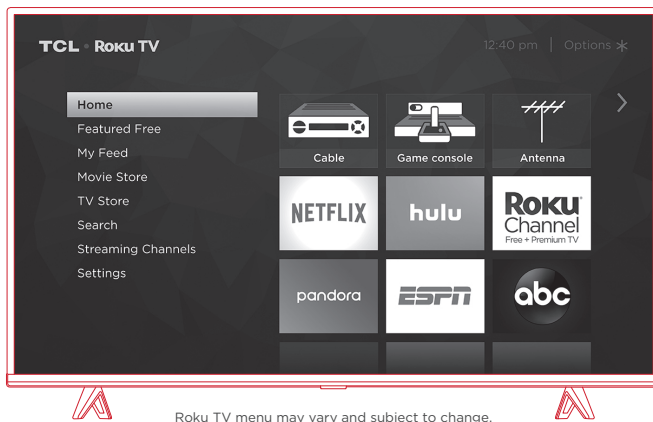 TCL • Roku TV
12:40 pm | Options
Home
Featured Free
My Feed
Movie Store
TV Store
Search
Streaming Channels
Settings
Cable
Game console
Antenna
NETFLIX
hulu
Roku
Channel
Free + Premium TV
pandora
ESPN
abc
Roku TV menu may vary and subject to change.